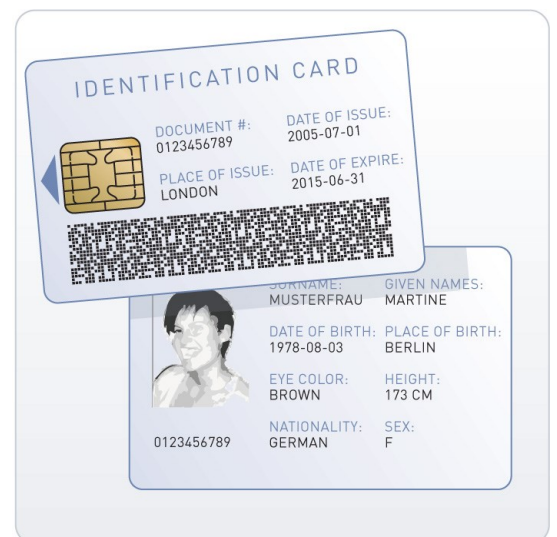 IDENTIFICATION CARD
DOCUMENT #:
0123456789
DATE OF ISSUE:
2005-07-01
PLACE OF ISSUE:
LONDON
DATE OF EXPIRE:
2015-06-31
SURNAME:
MUSTERFRAU
GIVEN NAMES:
MARTINE
DATE OF BIRTH:
1978-08-03
PLACE OF BIRTH:
BERLIN
EYE COLOR:
BROWN
HEIGHT:
173 CM
0123456789
NATIONALITY:
GERMAN
SEX:
F